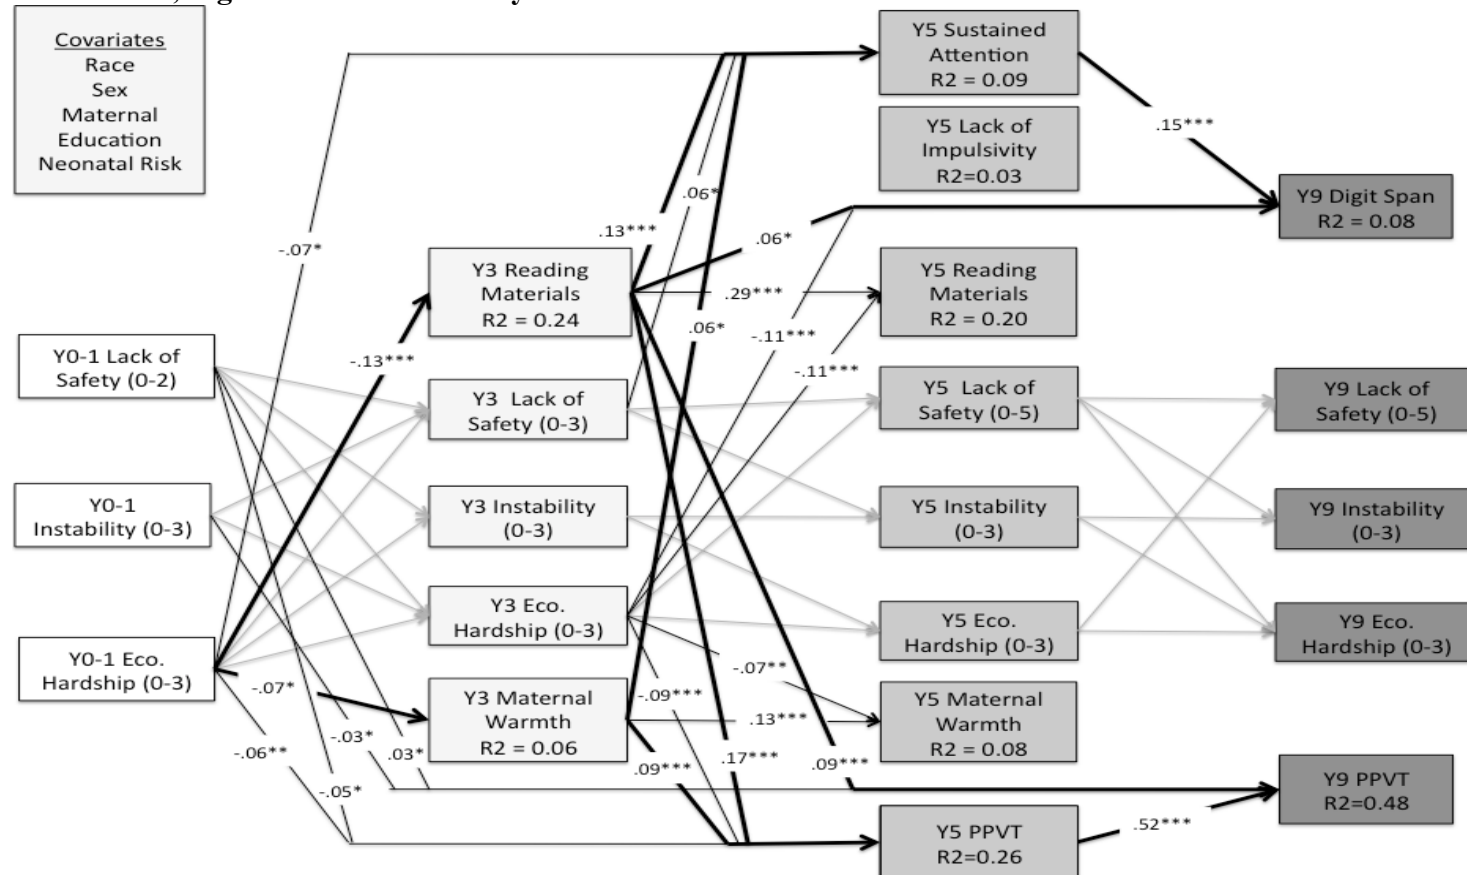 Covariates
Race
Sex
Maternal
Education
Neonatal Risk
Y0-1 Lack of
Safety (0-2)
Y0-1
Instability (0-3)
Y0-1 Eco.
Hardship (0-3)
Y3 Reading
Materials
R2 = 0.24
Y3 Lack of
Safety (0-3)
Y3 Instability
(0-3)
Y3 Eco.
Hardship (0-3)
Y3 Maternal
Warmth
R2 = 0.06
Y5 Sustained
Attention
R2 = 0.09
Y5 Lack of
Impulsivity
R2=0.03
Y5 Reading
Materials
R2 = 0.20
Y5 Lack of
Safety (0-5)
Y5 Instability
(0-3)
Y5 Eco.
Hardship (0-3)
Y5 Maternal
Warmth
R2 = 0.08
Y5 PPVT
R2=0.26
Y9 Digit Span
R2 = 0.08
Y9 Lack of
Safety (0-5)
Y9 Instability
(0-3)
Y9 Eco.
Hardship (0-3)
Y9 PPVT
R2=0.48
-.07*
-.13***
-.07*
-.06**
-.03*
.03*
-.05*
.13***
.06*
.06*
.29***
.06*
-.11***
-.11***
-.07**
-.09***
.13***
.09***
.17***
.09***
.15***
.52***